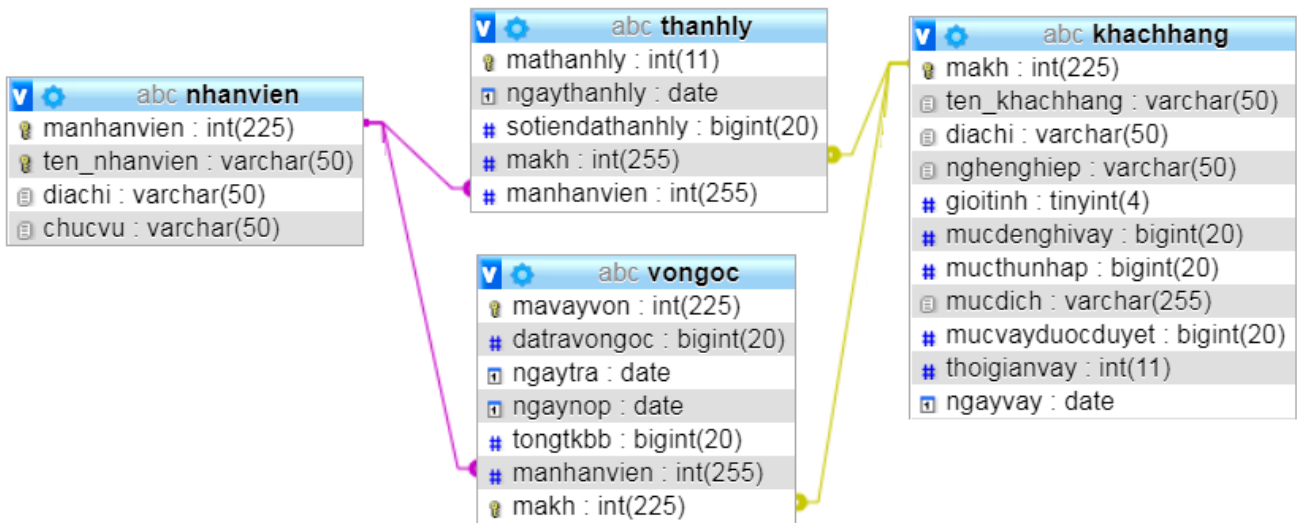 abc nhanvien
manhanvien : int(225)
ten_nhanvien : varchar(50)
diachi : varchar(50)
chucvu : varchar(50)
abc thanhly
mathanhly : int(11)
ngaythanhly : date
sotiendathanhly : bigint(20)
makh : int(255)
manhanvien : int(255)
abc vongoc
mavayvon : int(225)
datravongoc : bigint(20)
ngaytra : date
ngaynop : date
tongtkbb : bigint(20)
manhanvien : int(255)
makh : int(225)
abc khachhang
makh : int(225)
ten_khachhang : varchar(50)
diachi : varchar(50)
nghenghiep : varchar(50)
gioitinh : tinyint(4)
mucdenghivay : bigint(20)
mucthunhap : bigint(20)
mucdich : varchar(255)
mucvayduocduyet : bigint(20)
thoigianvay : int(11)
ngayvay : date